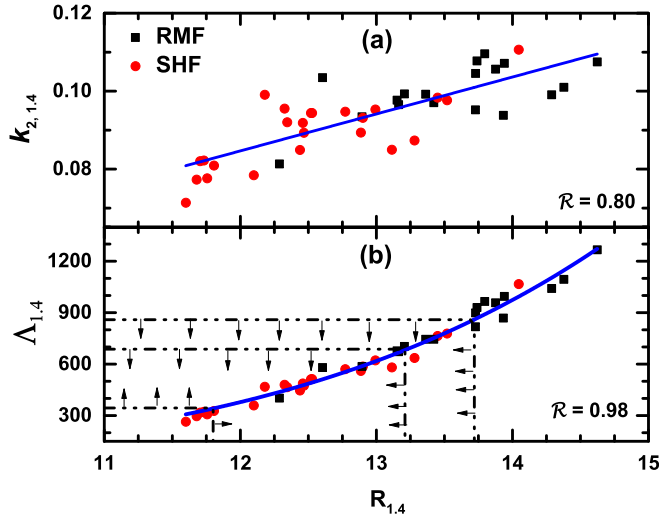 (a)
RMF
SHF
0.12
0.10
0.08
k2,1.4
ℛ = 0.80
(b)
1200
900
600
300
Λ1.4
ℛ = 0.98
11 12 13 14 15
R1.4